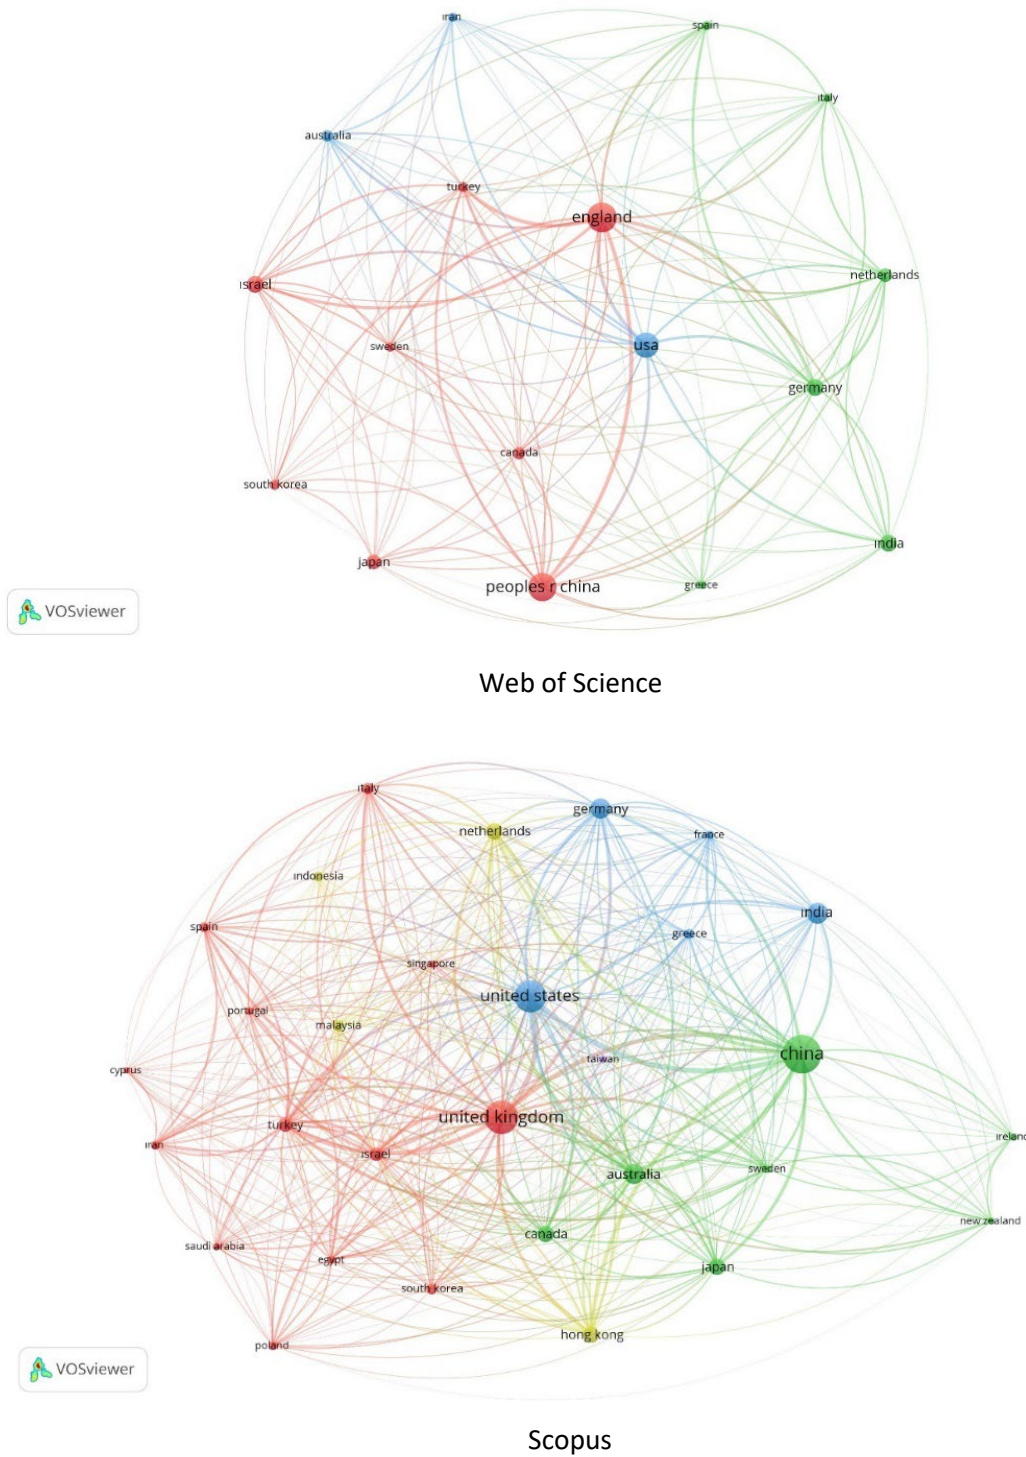 iran
spain
italy
australia
turkey
england
netherlands
israel
sweden
usa
germany
canada
south korea
india
japan
peoples r china
greece
VOSviewer
Web of Science
italy
germany
netherlands
france
indonesia
india
spain
greece
singapore
united states
portugal
malaysia
china
taiwan
cyprus
united kingdom
turkey
ireland
iran
israel
sweden
australia
new zealand
canada
saudi arabia
egypt
japan
south korea
hong kong
poland
VOSviewer
Scopus